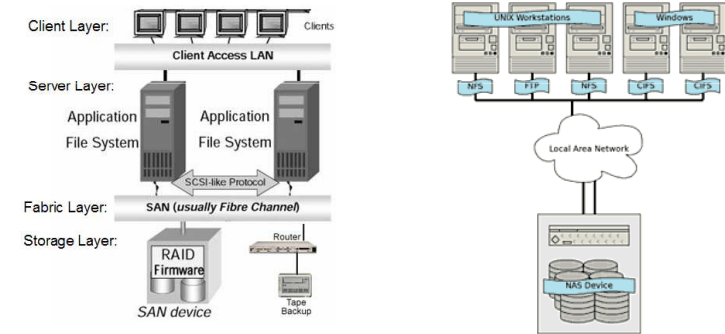 Client Layer:
Clients
Client Access LAN
Server Layer:
Application
File System
Application
File System
SCSI-like Protocol
Fabric Layer:
SAN (usually Fibre Channel)
Storage Layer:
RAID
Firmware
SAN device
Router
Tape
Backup
UNIX Workstations
Windows
NFS
FTP
NFS
CIFS
CIFS
Local Area Network
NAS Device